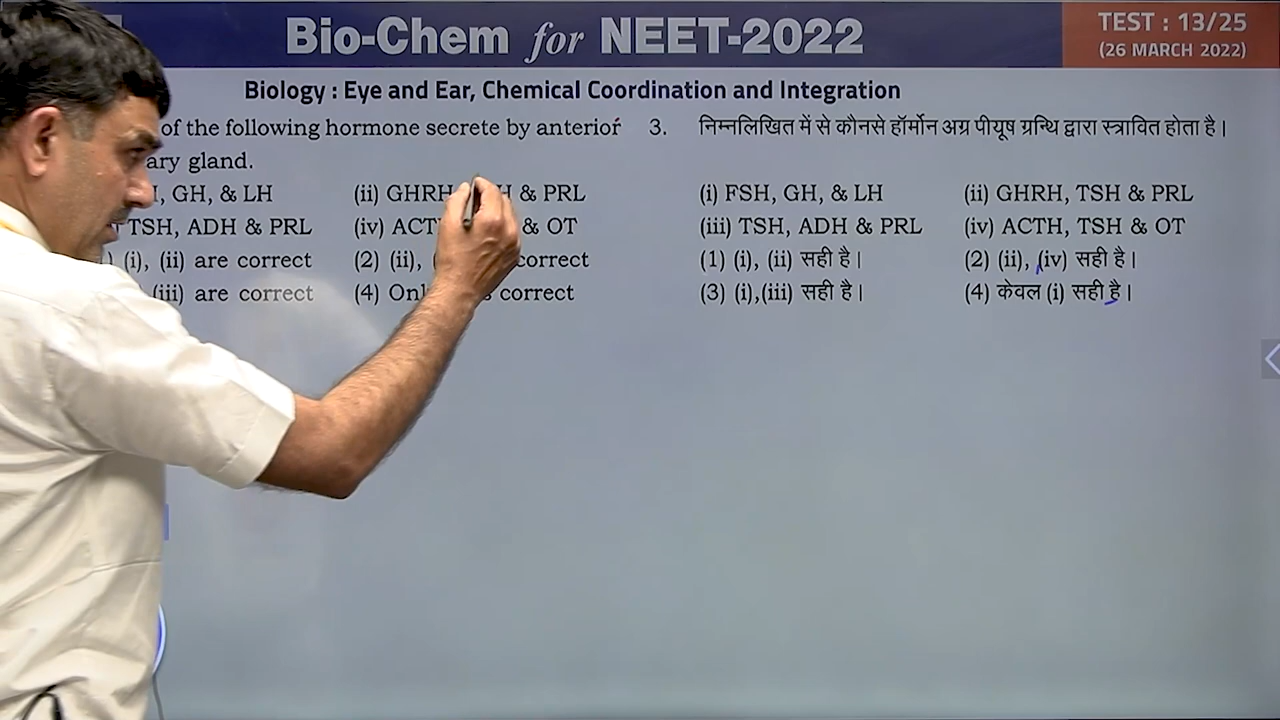 Bio-Chem for NEET-2022
TEST : 13/25
(26 MARCH 2022)
Biology : Eye and Ear, Chemical Coordination and Integration
of the following hormone secrete by anterior
gland.
GH, & LH
(ii) GHRH & PRL
TSH, ADH & PRL
(iv) & OT
(i), (ii) are correct
(2) (ii), correct
(iii) are correct
(4) correct
3. निम्नलिखित में से कौनसे हॉर्मोन अग्र पीयूष ग्रन्थि द्वारा स्त्रावित होता है।
(i) FSH, GH, & LH
(ii) GHRH, TSH & PRL
(iii) TSH, ADH & PRL
(iv) ACTH, TSH & OT
(1) (i), (ii) सही है।
(2) (ii), (iv) सही है।
(3) (i),(iii) सही है।
(4) केवल (i) सही है।